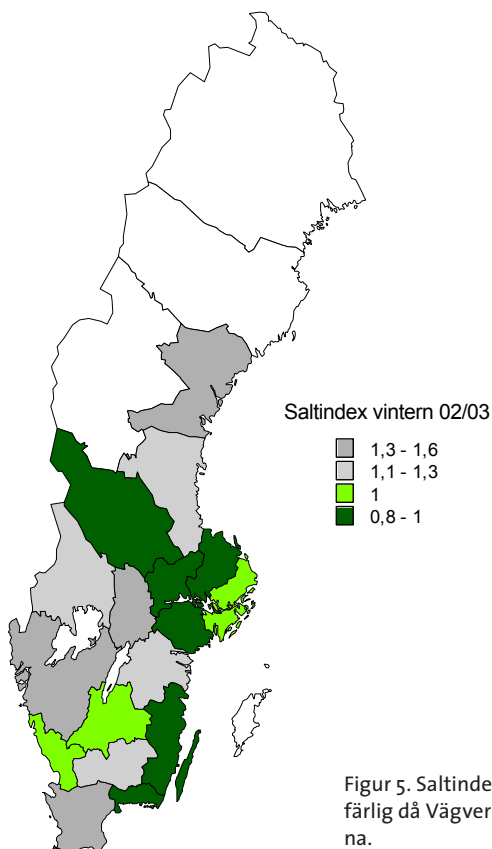 Saltindex vintern 02/03
1,3 - 1,6
1,1 - 1,3
1
0,8 - 1
Figur 5. Saltinde
färlig då Vägver
na.